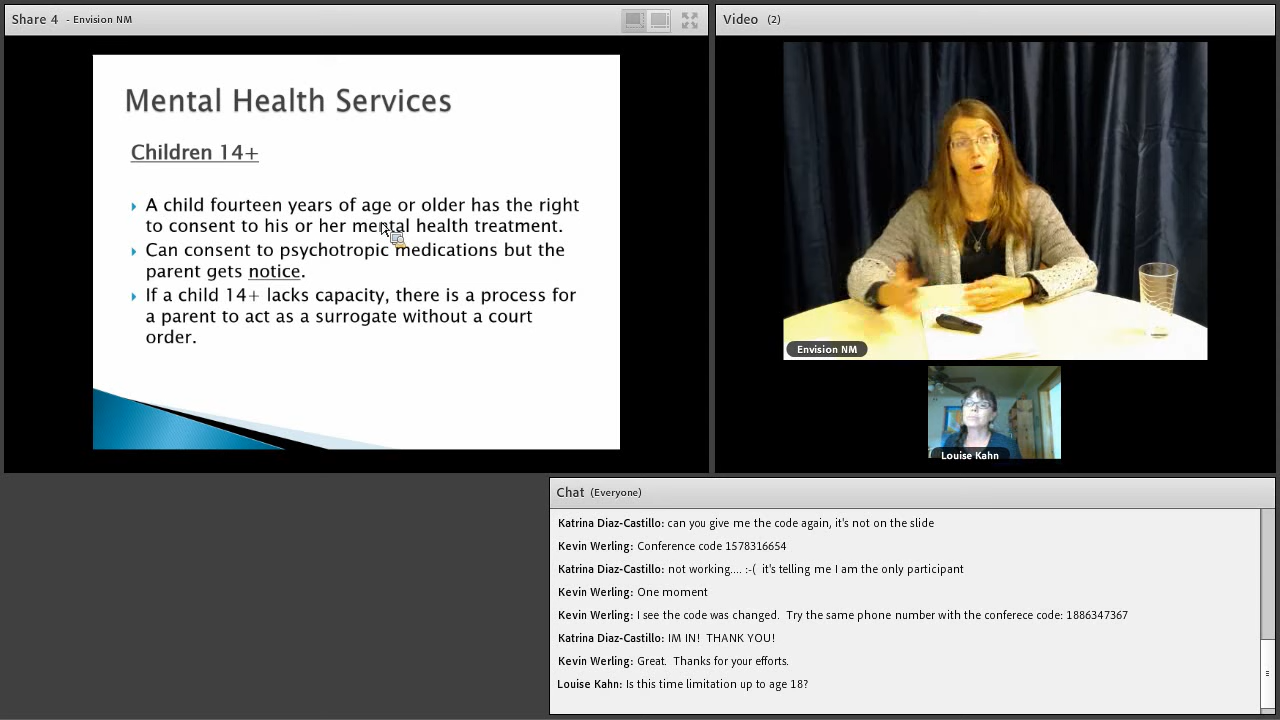 Share 4 - Envision NM
Mental Health Services
Children 14+
A child fourteen years of age or older has the right
to consent to his or her mental health treatment.
Can consent to psychotropic medications but the
parent gets notice.
If a child 14+ lacks capacity, there is a process for
a parent to act as a surrogate without a court
order.
Video (2)
Envision NM
Louise Kahn
Chat (Everyone)
Katrina Diaz-Castillo: can you give me the code again, it's not on the slide
Kevin Werling: Conference code 1578316654
Katrina Diaz-Castillo: not working.... :-( it's telling me I am the only participant
Kevin Werling: One moment
Kevin Werling: I see the code was changed. Try the same phone number with the conferece code: 1886347367
Katrina Diaz-Castillo: IM IN! THANK YOU!
Kevin Werling: Great. Thanks for your efforts.
Louise Kahn: Is this time limitation up to age 18?